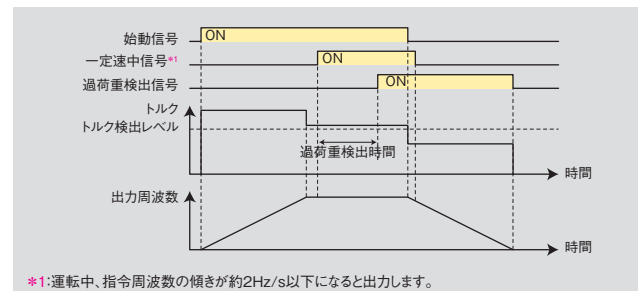 始動信号 ON
一定速中信号*1 ON
過荷重検出信号 ON
トルク
トルク検出レベル
過荷重検出時間
時間
出力周波数
時間
*1:運転中、指令周波数の傾きが約2Hz/s以下になると出力します。